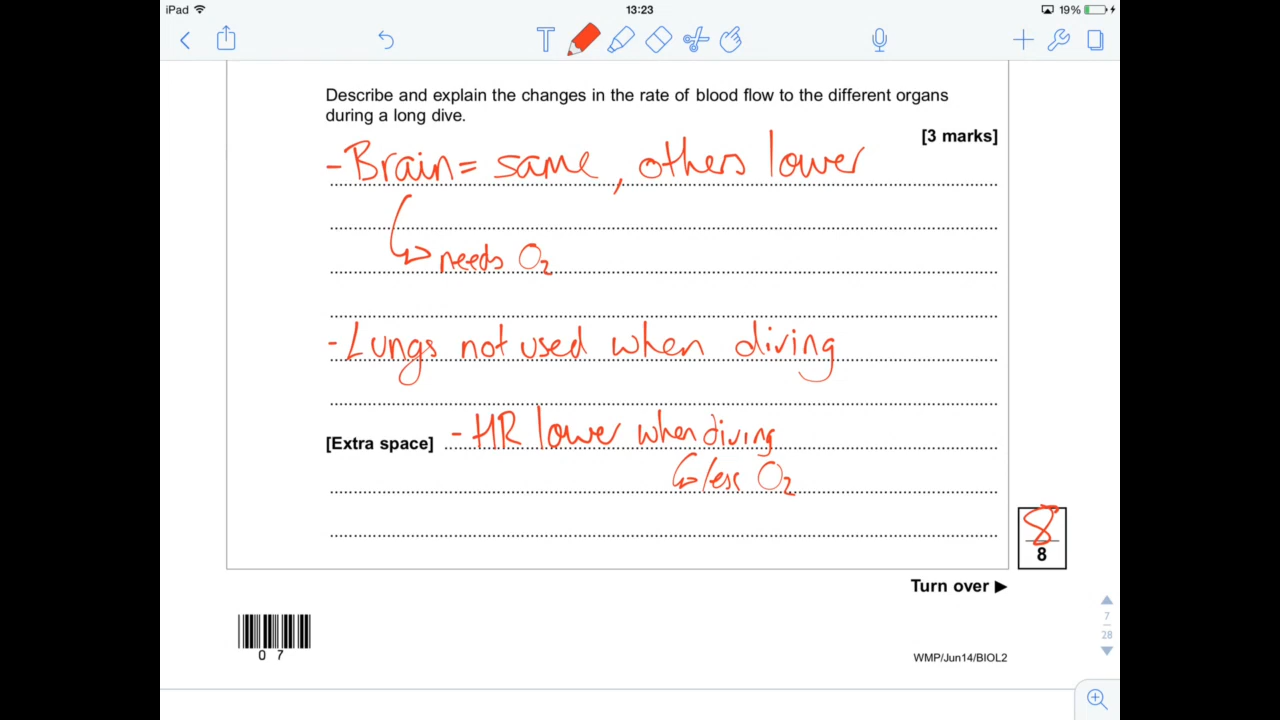 iPad
13:23
19%
T
Describe and explain the changes in the rate of blood flow to the different organs
during a long dive.
[3 marks]
-Brain= same, others lower
needs O2
-Lungs not used when diving
[Extra space] -HR lower when diving
less O2
8
8
Turn over ▶
7
28
0 7
WMP/Jun14/BIOL2